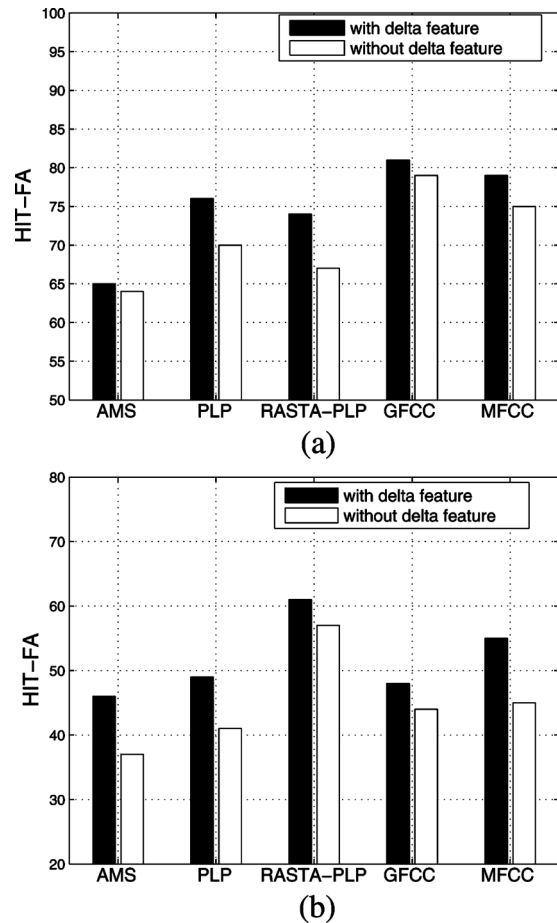 100
95
90
85
80
75
70
65
60
55
50
HIT-FA
with delta feature
without delta feature
AMS PLP RASTA-PLP GFCC MFCC
(a)
80
70
60
50
40
30
20
HIT-FA
with delta feature
without delta feature
AMS PLP RASTA-PLP GFCC MFCC
(b)